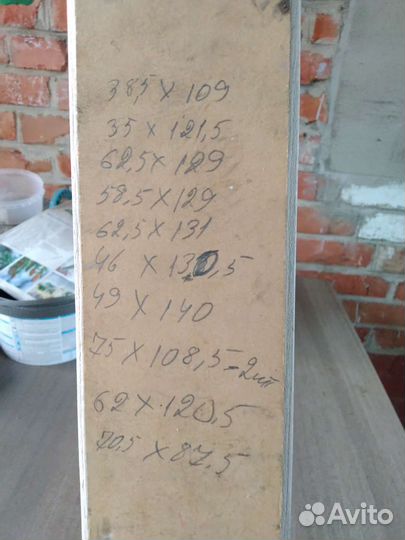 38,5 x 109
35 x 121,5
62,5 x 129
58,5 x 129
62,5 x 131
46 x 130,5
49 x 140
75 x 108,5 = 2шт
62 x 120,5
70,5 x 87,5
Avito